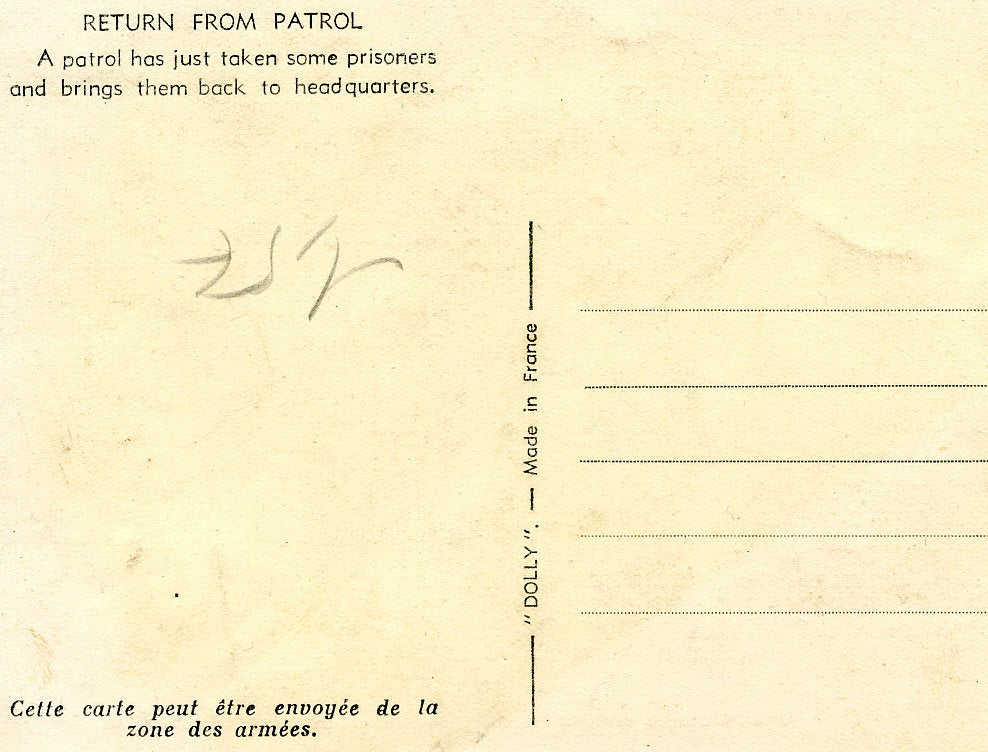 RETURN FROM PATROL
A patrol has just taken some prisoners
and brings them back to headquarters.
"DOLLY". — Made in France
Cette carte peut être envoyée de la
zone des armées.